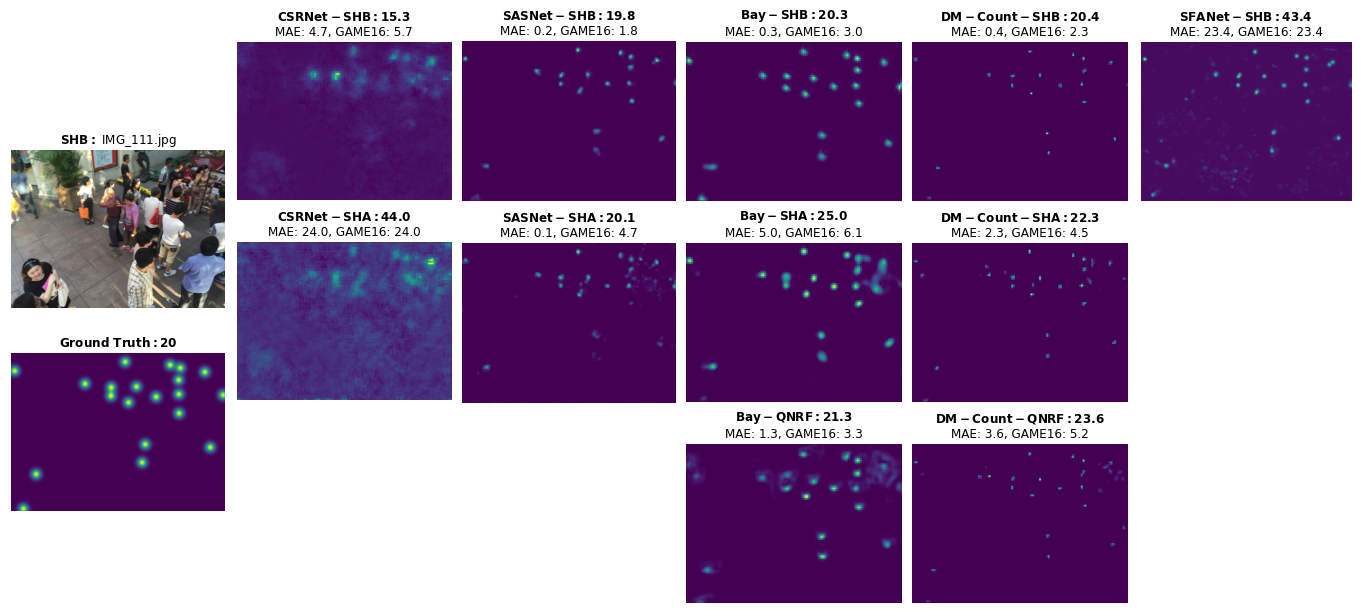 CSRNet − SHB: 15.3
MAE: 4.7, GAME16: 5.7
SASNet − SHB: 19.8
MAE: 0.2, GAME16: 1.8
Bay − SHB: 20.3
MAE: 0.3, GAME16: 3.0
DM − Count − SHB: 20.4
MAE: 0.4, GAME16: 2.3
SFANet − SHB: 43.4
MAE: 23.4, GAME16: 23.4
SHB: IMG_111.jpg
CSRNet − SHA: 44.0
MAE: 24.0, GAME16: 24.0
SASNet − SHA: 20.1
MAE: 0.1, GAME16: 4.7
Bay − SHA: 25.0
MAE: 5.0, GAME16: 6.1
DM − Count − SHA: 22.3
MAE: 2.3, GAME16: 4.5
Ground Truth: 20
Bay − QNRF: 21.3
MAE: 1.3, GAME16: 3.3
DM − Count − QNRF: 23.6
MAE: 3.6, GAME16: 5.2